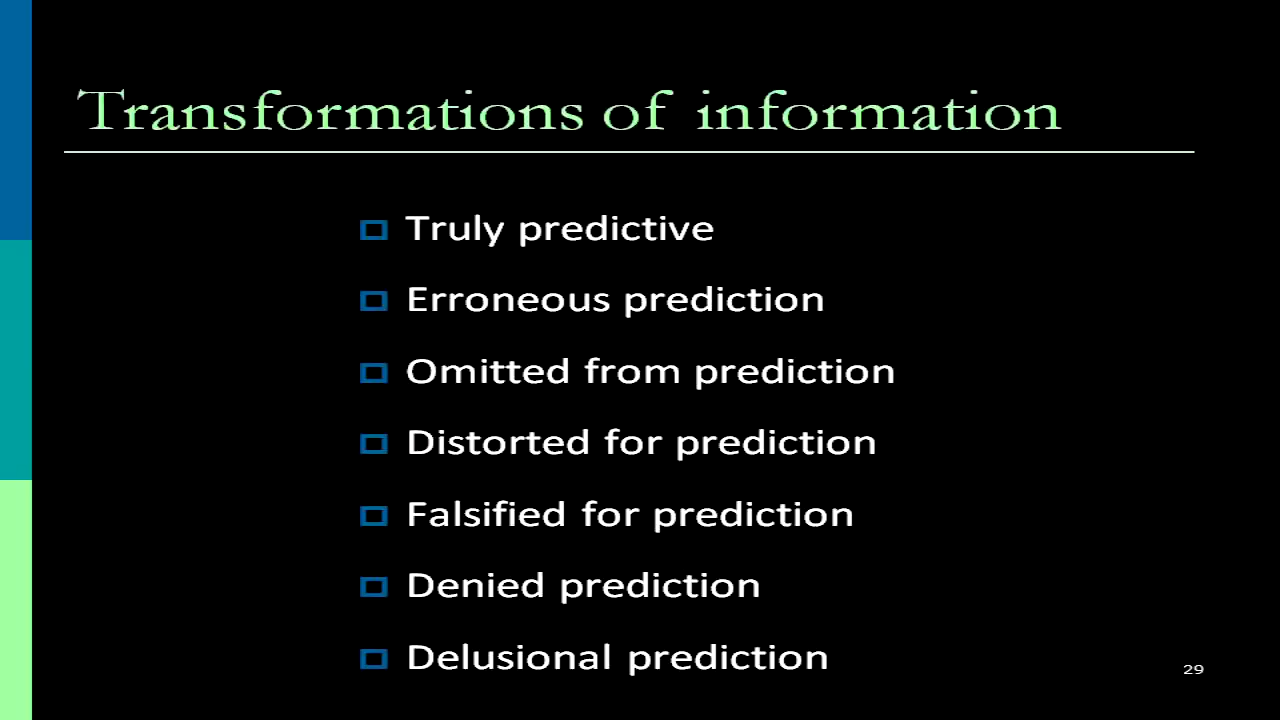 Transformations of information
Truly predictive
Erroneous prediction
Omitted from prediction
Distorted for prediction
Falsified for prediction
Denied prediction
Delusional prediction
29